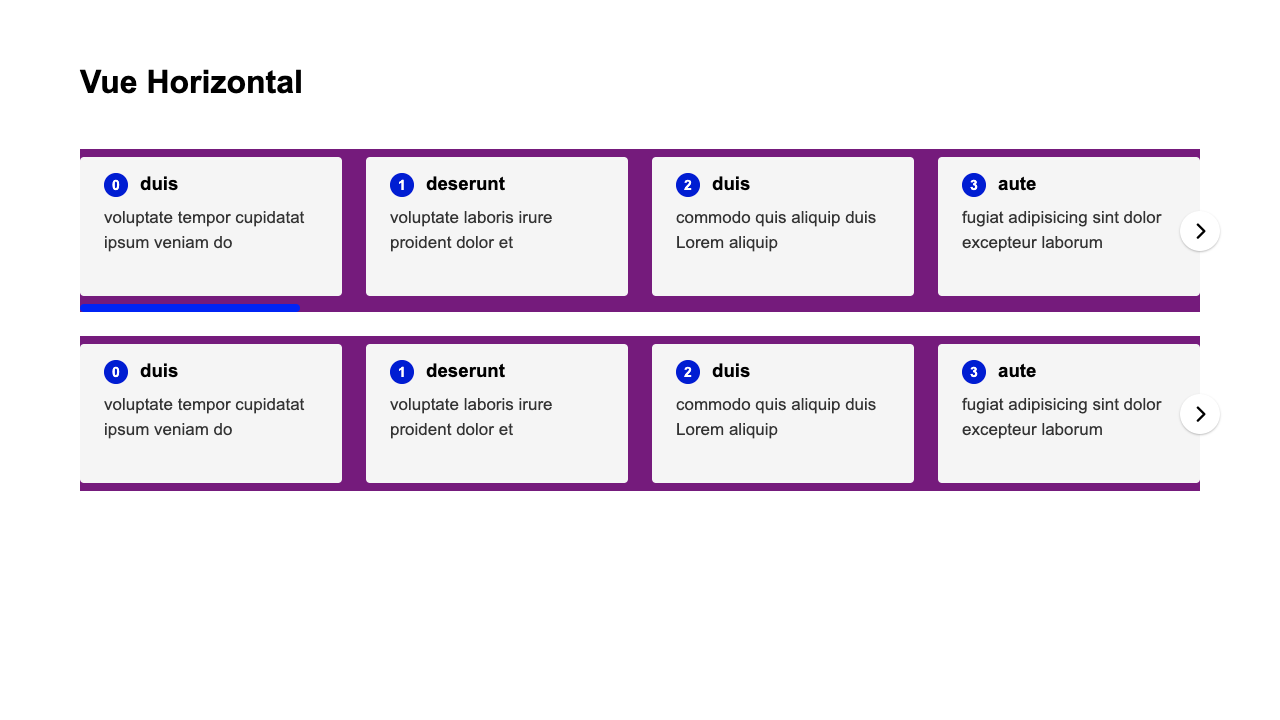 Vue Horizontal
0 duis
voluptate tempor cupidatat
ipsum veniam do
1 deserunt
voluptate laboris irure
proident dolor et
2 duis
commodo quis aliquip duis
Lorem aliquip
3 aute
fugiat adipisicing sint dolor
excepteur laborum
0 duis
voluptate tempor cupidatat
ipsum veniam do
1 deserunt
voluptate laboris irure
proident dolor et
2 duis
commodo quis aliquip duis
Lorem aliquip
3 aute
fugiat adipisicing sint dolor
excepteur laborum